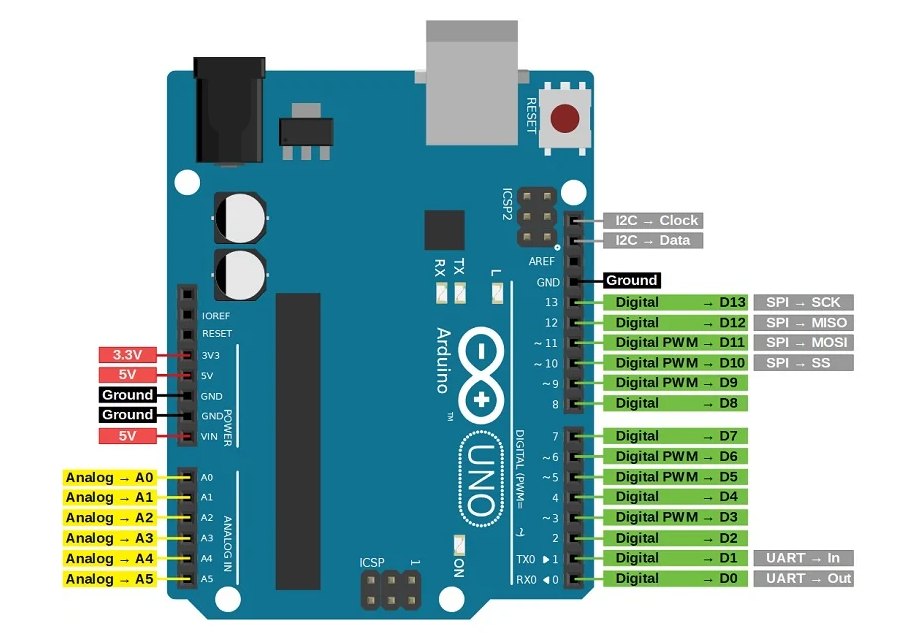 RESET
ICSP2
I2C → Clock
I2C → Data
AREF
GND Ground
RX TX L
13 Digital → D13 SPI → SCK
12 Digital → D12 SPI → MISO
~ 11 Digital PWM → D11 SPI → MOSI
~ 10 Digital PWM → D10 SPI → SS
~ 9 Digital PWM → D9
8 Digital → D8
IOREF
RESET
3.3V 3V3
5V 5V
Ground GND
Ground GND
5V VIN
POWER
Arduino ™
UNO
DIGITAL (PWM= ~)
7 Digital → D7
~ 6 Digital PWM → D6
~ 5 Digital PWM → D5
4 Digital → D4
~ 3 Digital PWM → D3
2 Digital → D2
TX0 ▶ 1 Digital → D1 UART → In
RX0 ◀ 0 Digital → D0 UART → Out
Analog → A0 A0
Analog → A1 A1
Analog → A2 A2
Analog → A3 A3
Analog → A4 A4
Analog → A5 A5
ANALOG IN
ICSP 1
ON